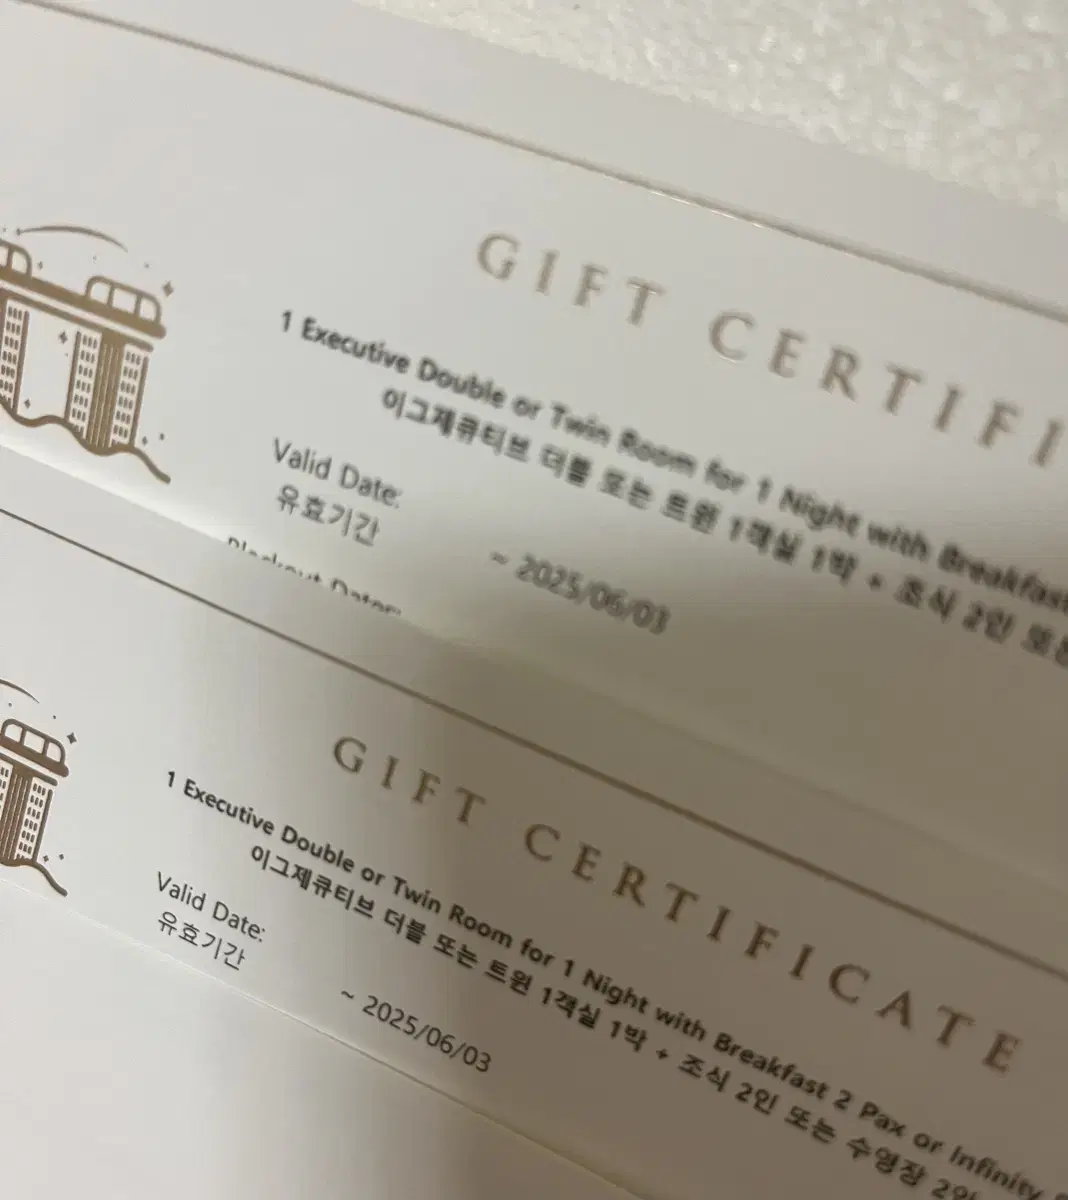 GIFT CERTIFI
1 Executive Double or Twin Room for 1 Night with Breakfast
이그제큐티브 더블 또는 트윈 1객실 1박 + 조식 2인 또는
Valid Date:
유효기간
~ 2025/06/03
Blackout Dates:
GIFT CERTIFICATE
1 Executive Double or Twin Room for 1 Night with Breakfast 2 Pax or Infinity
이그제큐티브 더블 또는 트윈 1객실 1박 + 조식 2인 또는 수영장 2인
Valid Date:
유효기간
~ 2025/06/03